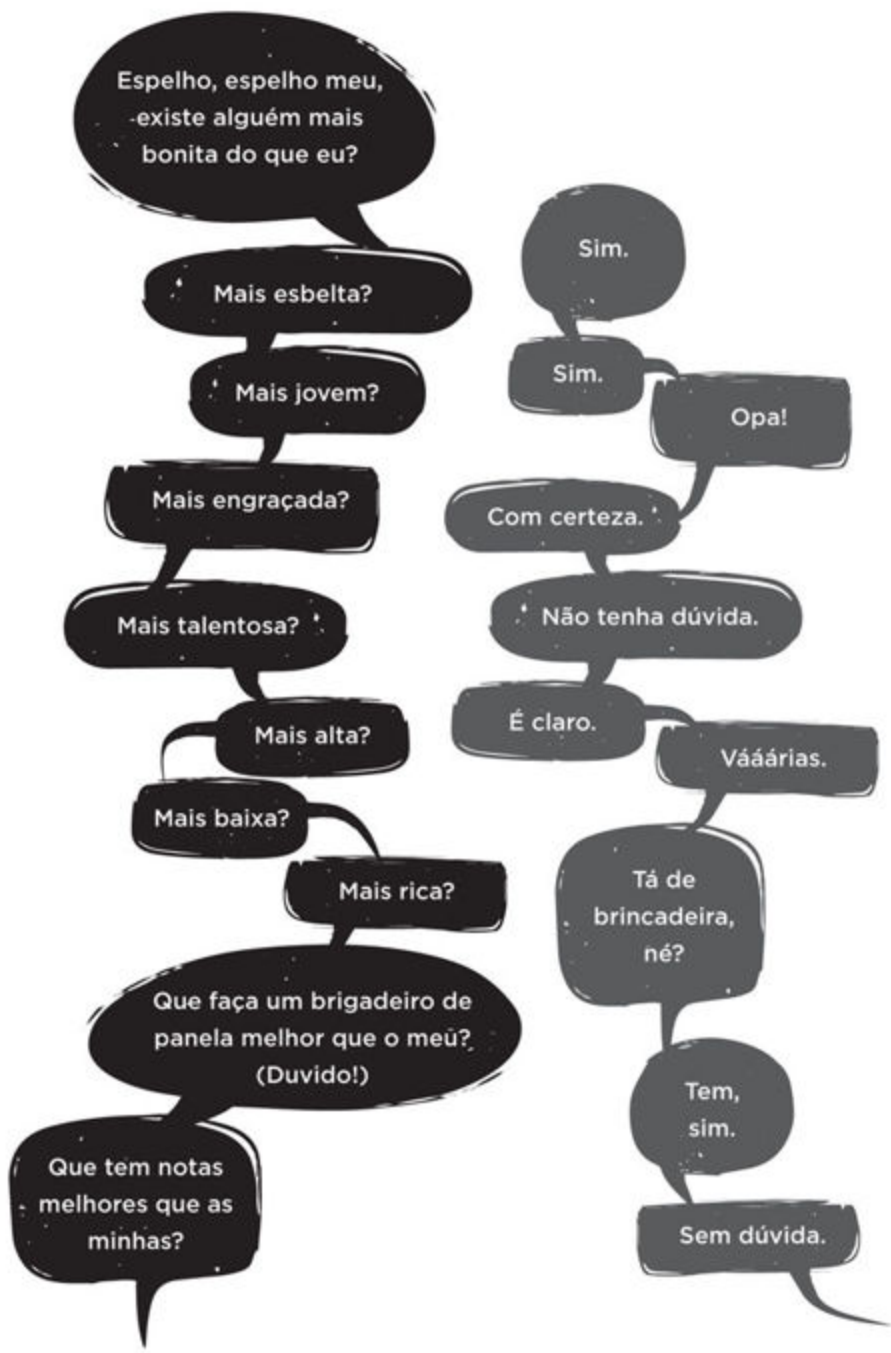 Espelho, espelho meu,
existe alguém mais
bonita do que eu?
Sim.
Mais esbelta?
Sim.
Mais jovem?
Opa!
Mais engraçada?
Com certeza.
Mais talentosa?
Não tenha dúvida.
Mais alta?
É claro.
Mais baixa?
Vááárias.
Mais rica?
Tá de
brincadeira,
né?
Que faça um brigadeiro de
panela melhor que o meu?
(Duvido!)
Tem,
sim.
Que tem notas
melhores que as
minhas?
Sem dúvida.